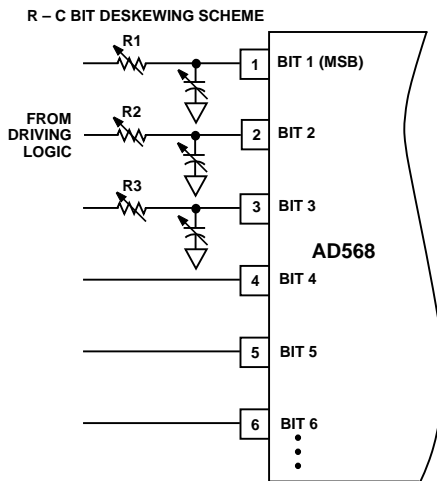 R – C BIT DESKEWING SCHEME
R1
1 BIT 1 (MSB)
FROM
DRIVING
LOGIC
R2
2 BIT 2
R3
3 BIT 3
AD568
4 BIT 4
5 BIT 5
6 BIT 6